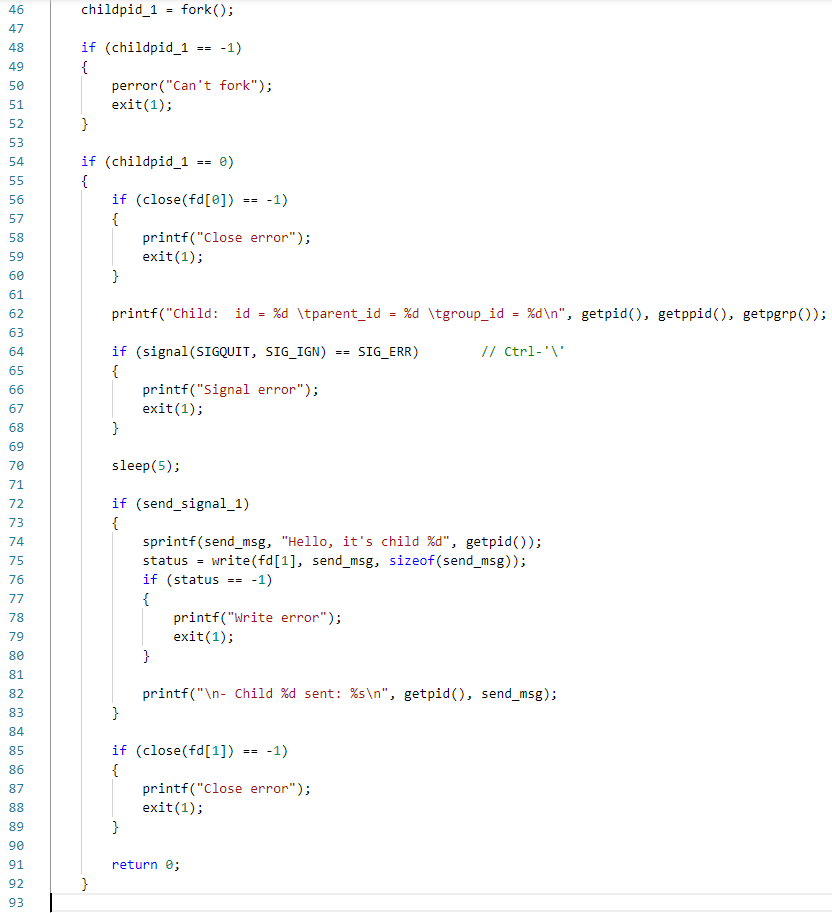 46 childpid_1 = fork();
47
48 if (childpid_1 == -1)
49 {
50 perror("Can't fork");
51 exit(1);
52 }
53
54 if (childpid_1 == 0)
55 {
56 if (close(fd[0]) == -1)
57 {
58 printf("Close error");
59 exit(1);
60 }
61
62 printf("Child:  id = %d \tparent_id = %d \tgroup_id = %d\n", getpid(), getppid(), getpgrp());
63
64 if (signal(SIGQUIT, SIG_IGN) == SIG_ERR)        // Ctrl-'\'
65 {
66 printf("Signal error");
67 exit(1);
68 }
69
70 sleep(5);
71
72 if (send_signal_1)
73 {
74 sprintf(send_msg, "Hello, it's child %d", getpid());
75 status = write(fd[1], send_msg, sizeof(send_msg));
76 if (status == -1)
77 {
78 printf("Write error");
79 exit(1);
80 }
81
82 printf("\n- Child %d sent: %s\n", getpid(), send_msg);
83 }
84
85 if (close(fd[1]) == -1)
86 {
87 printf("Close error");
88 exit(1);
89 }
90
91 return 0;
92 }
93